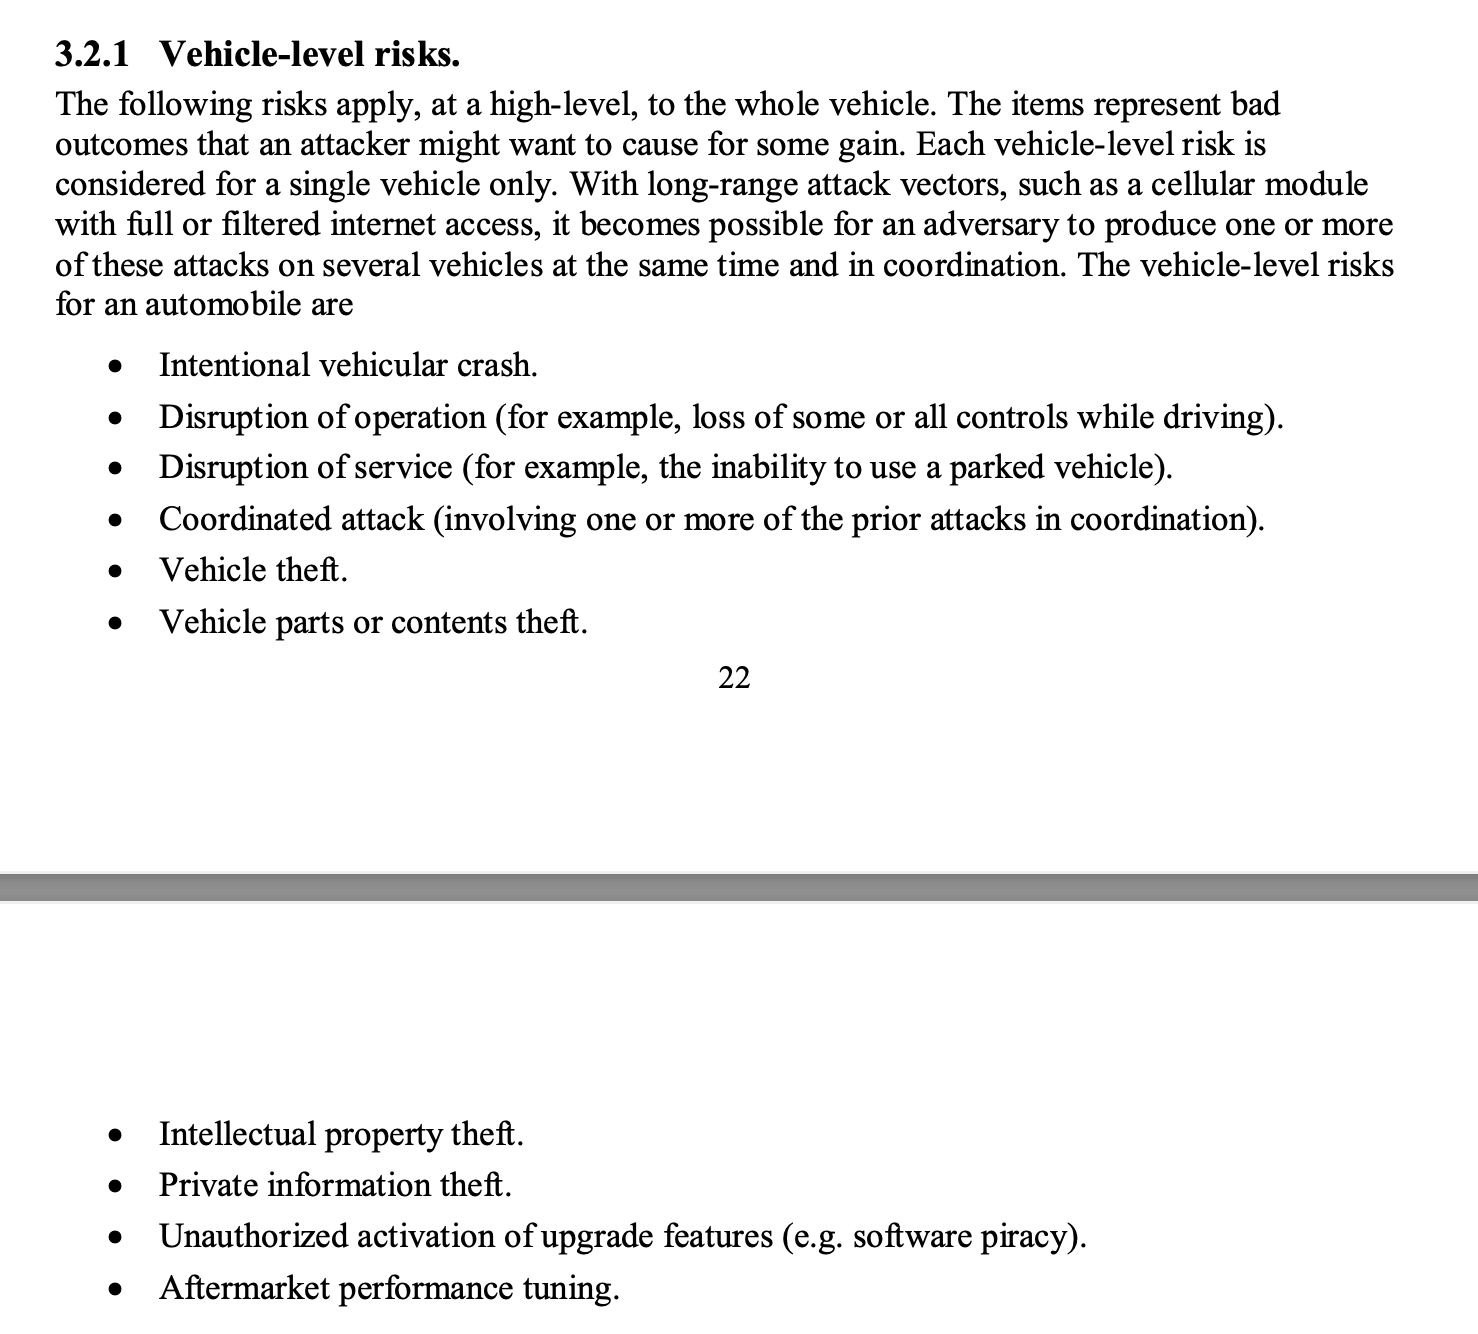 3.2.1 Vehicle-level risks.
The following risks apply, at a high-level, to the whole vehicle. The items represent bad
outcomes that an attacker might want to cause for some gain. Each vehicle-level risk is
considered for a single vehicle only. With long-range attack vectors, such as a cellular module
with full or filtered internet access, it becomes possible for an adversary to produce one or more
of these attacks on several vehicles at the same time and in coordination. The vehicle-level risks
for an automobile are
• Intentional vehicular crash.
• Disruption of operation (for example, loss of some or all controls while driving).
• Disruption of service (for example, the inability to use a parked vehicle).
• Coordinated attack (involving one or more of the prior attacks in coordination).
• Vehicle theft.
• Vehicle parts or contents theft.
22
• Intellectual property theft.
• Private information theft.
• Unauthorized activation of upgrade features (e.g. software piracy).
• Aftermarket performance tuning.